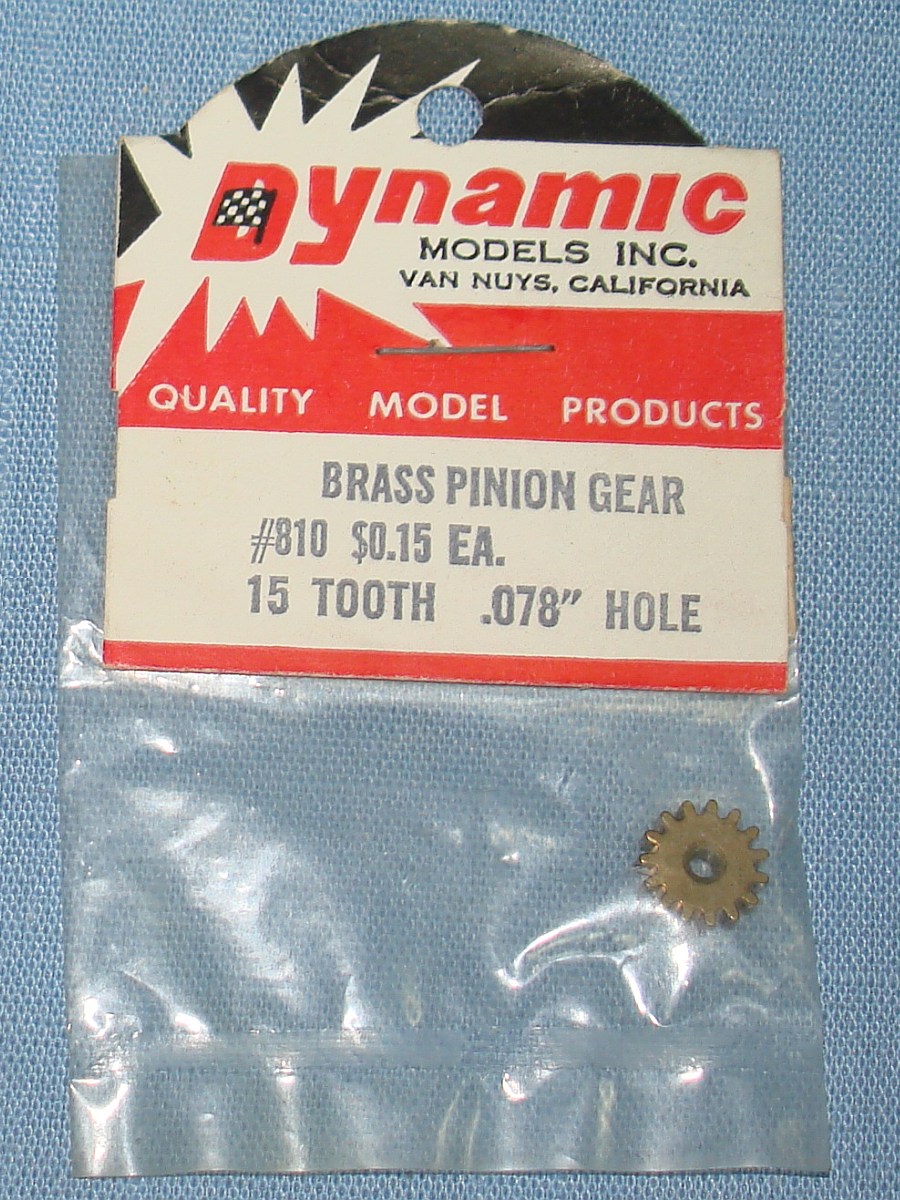 Dynamic
MODELS INC.
VAN NUYS, CALIFORNIA
QUALITY MODEL PRODUCTS
BRASS PINION GEAR
#810 $0.15 EA.
15 TOOTH .078" HOLE